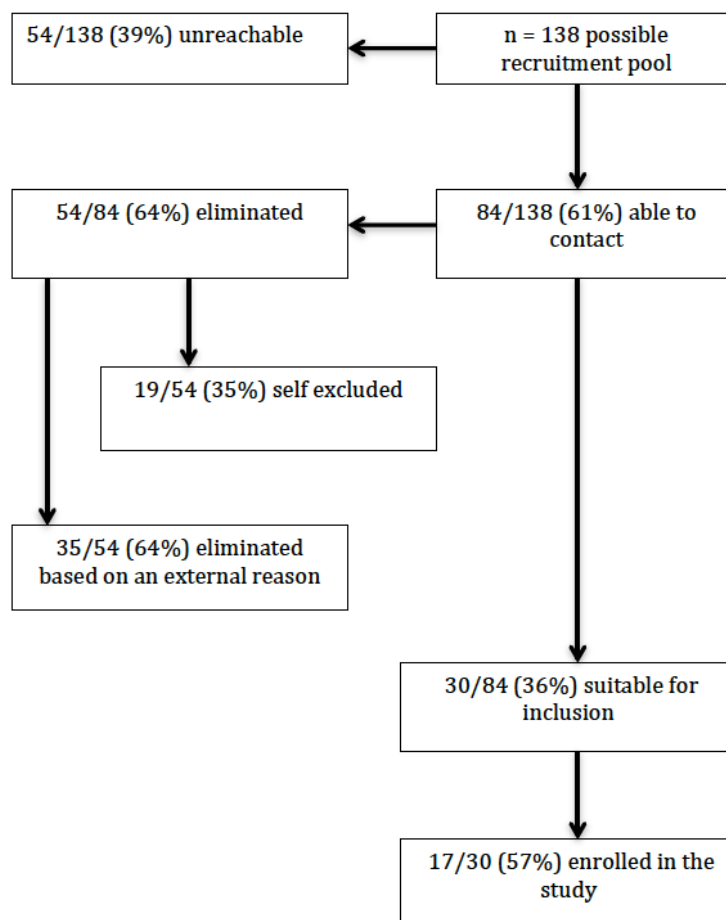 54/138 (39%) unreachable
n = 138 possible
recruitment pool
54/84 (64%) eliminated
84/138 (61%) able to
contact
19/54 (35%) self excluded
35/54 (64%) eliminated
based on an external reason
30/84 (36%) suitable for
inclusion
17/30 (57%) enrolled in the
study